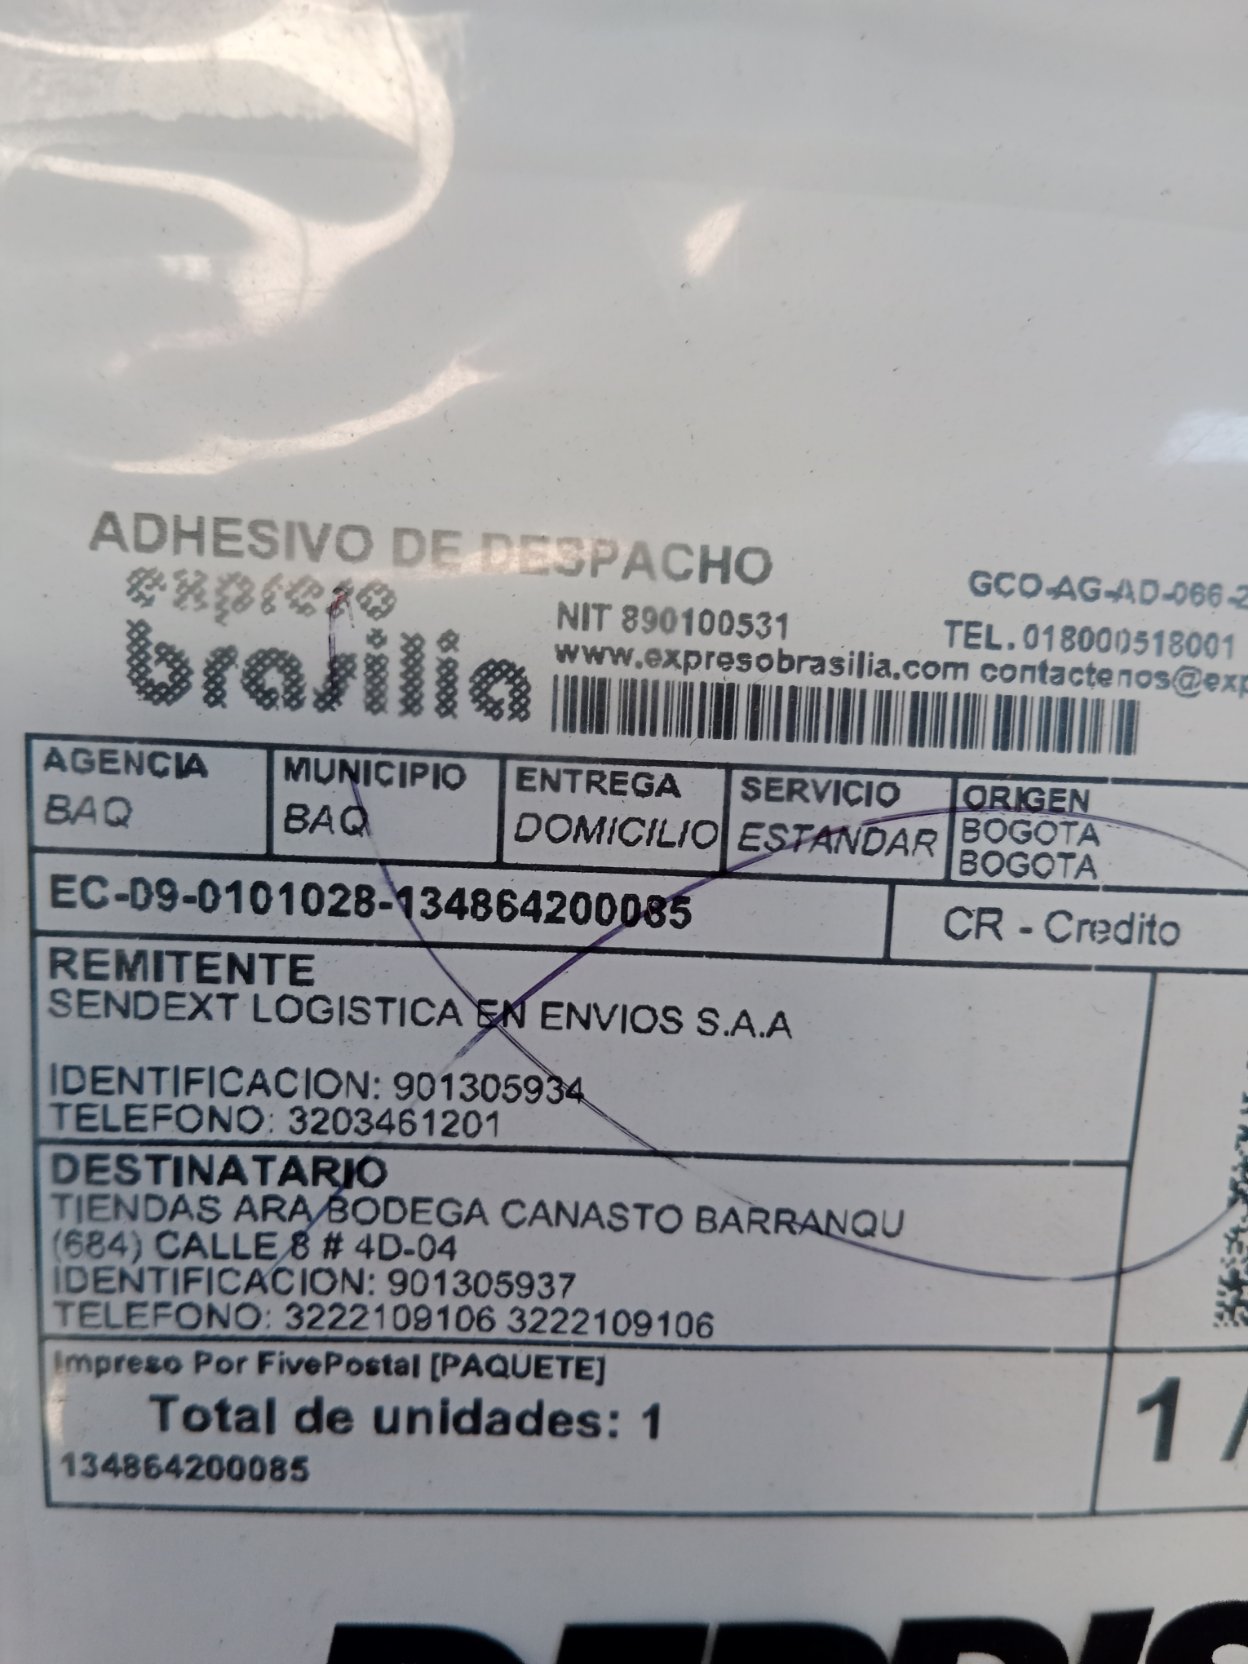 ADHESIVO DE DESPACHO
expreso
brasilia
NIT 890100531
GCO-AG-AD-066-2
TEL. 018000518001
www.expresobrasilia.com contactenos@exp
AGENCIA
BAQ
MUNICIPIO
BAQ
ENTREGA
DOMICILIO
SERVICIO
ESTANDAR
ORIGEN
BOGOTA
BOGOTA
EC-D9-0101028-134864200085
CR - Credito
REMITENTE
SENDEXT LOGISTICA EN ENVIOS S.A.A
IDENTIFICACION: 901305934
TELEFONO: 3203461201
DESTINATARIO
TIENDAS ARA BODEGA CANASTO BARRANQU
(684) CALLE 8 # 4D-04
IDENTIFICACION: 901305937
TELEFONO: 3222109106 3222109106
Impreso Por FivePostal [PAQUETE]
Total de unidades: 1
134864200085
1 /